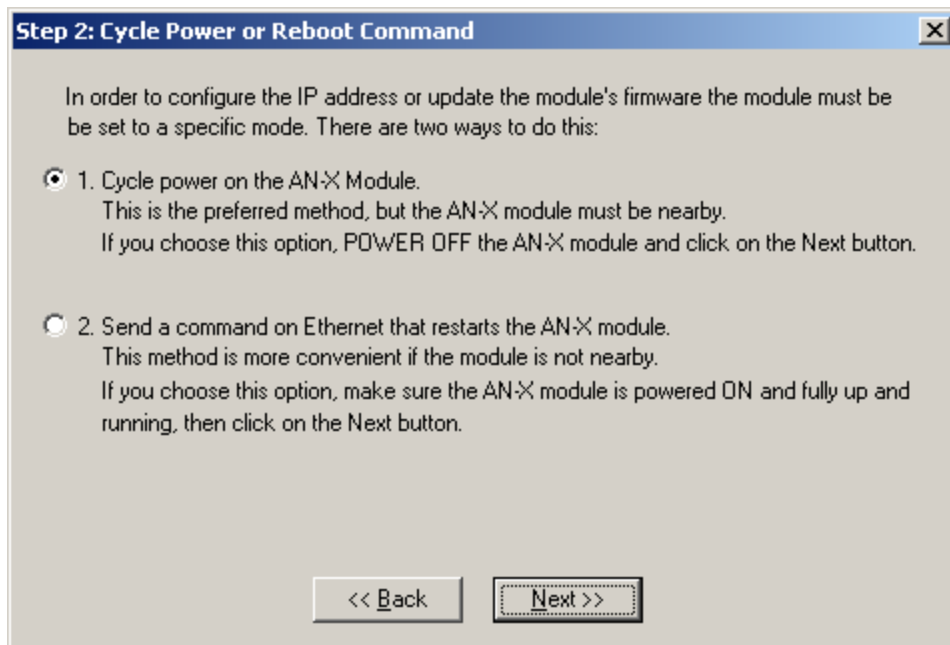 Step 2: Cycle Power or Reboot Command
In order to configure the IP address or update the module's firmware the module must be
be set to a specific mode. There are two ways to do this:
1. Cycle power on the AN-X Module.
This is the preferred method, but the AN-X module must be nearby.
If you choose this option, POWER OFF the AN-X module and click on the Next button.
2. Send a command on Ethernet that restarts the AN-X module.
This method is more convenient if the module is not nearby.
If you choose this option, make sure the AN-X module is powered ON and fully up and
running, then click on the Next button.
<< Back
Next >>